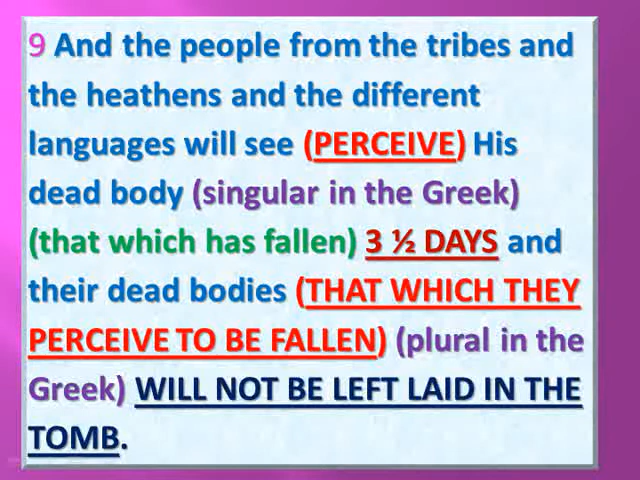 9 And the people from the tribes and
the heathens and the different
languages will see (PERCEIVE) His
dead body (singular in the Greek)
(that which has fallen) 3 ½ DAYS and
their dead bodies (THAT WHICH THEY
PERCEIVE TO BE FALLEN) (plural in the
Greek) WILL NOT BE LEFT LAID IN THE
TOMB.